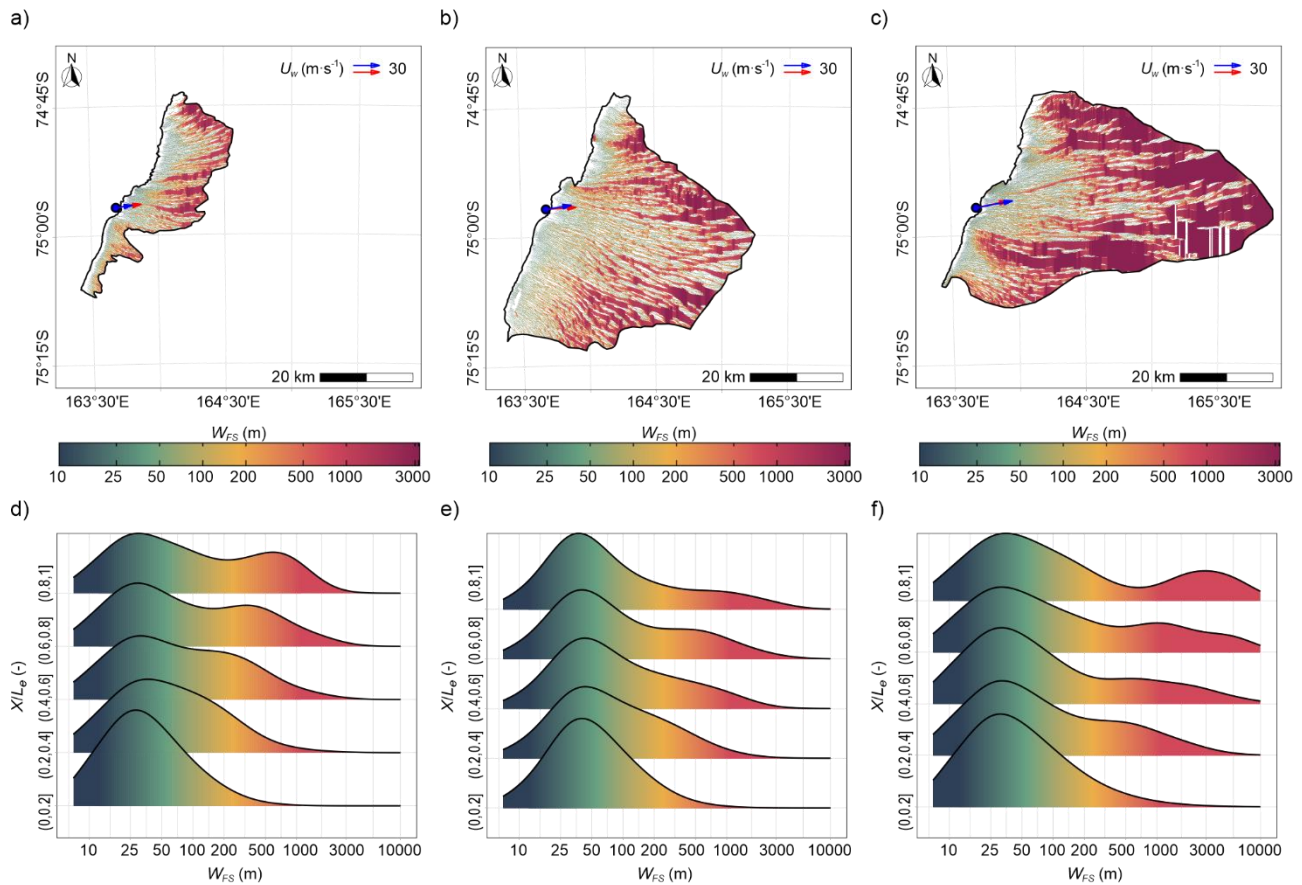 a)
N
U_w (m·s⁻¹) 30
74°45'S
75°00'S
75°15'S
20 km
163°30'E 164°30'E 165°30'E
W_FS (m)
10 25 50 100 200 500 1000 3000
b)
N
U_w (m·s⁻¹) 30
74°45'S
75°00'S
75°15'S
20 km
163°30'E 164°30'E 165°30'E
W_FS (m)
10 25 50 100 200 500 1000 3000
c)
N
U_w (m·s⁻¹) 30
74°45'S
75°00'S
75°15'S
20 km
163°30'E 164°30'E 165°30'E
W_FS (m)
10 25 50 100 200 500 1000 3000
d)
X/L_e (-)
(0.8,1]
(0.6,0.8]
(0.4,0.6]
(0.2,0.4]
(0,0.2]
10 25 50 100 200 500 1000 3000 10000
W_FS (m)
e)
X/L_e (-)
(0.8,1]
(0.6,0.8]
(0.4,0.6]
(0.2,0.4]
(0,0.2]
10 25 50 100 200 500 1000 3000 10000
W_FS (m)
f)
X/L_e (-)
(0.8,1]
(0.6,0.8]
(0.4,0.6]
(0.2,0.4]
(0,0.2]
10 25 50 100 200 500 1000 3000 10000
W_FS (m)